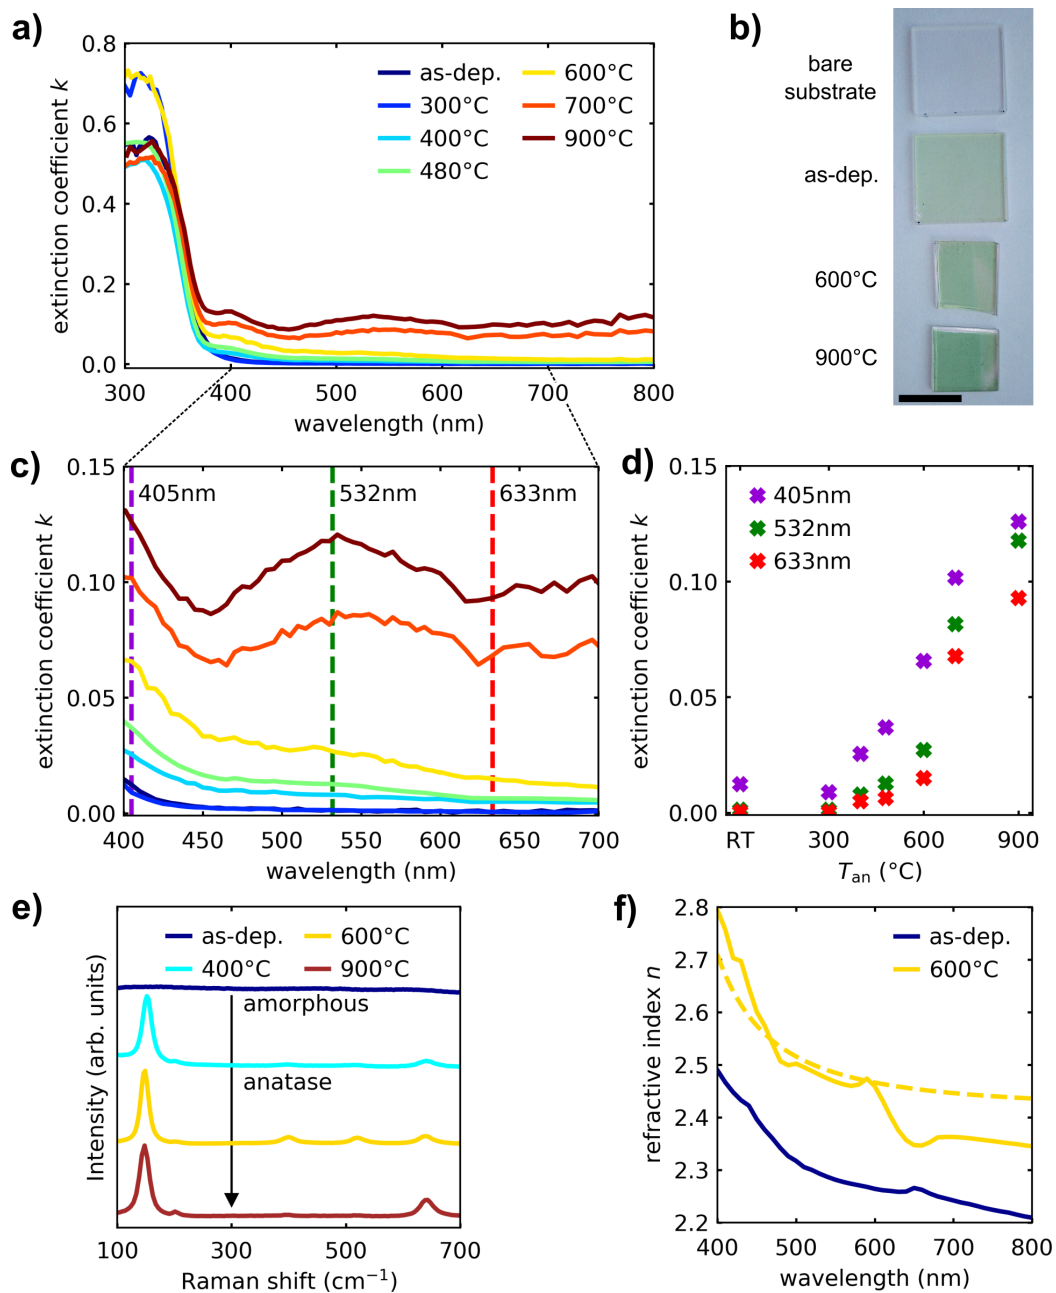 a)
0.8
0.6
0.4
0.2
0.0
extinction coefficient k
as-dep.
300°C
400°C
480°C
600°C
700°C
900°C
300 400 500 600 700 800
wavelength (nm)
b)
bare
substrate
as-dep.
600°C
900°C
c)
0.15
0.10
0.05
0.00
extinction coefficient k
405nm
532nm
633nm
400 450 500 550 600 650 700
wavelength (nm)
d)
0.15
0.10
0.05
0.00
extinction coefficient k
405nm
532nm
633nm
RT 300 600 900
Tan (°C)
e)
Intensity (arb. units)
as-dep.
400°C
600°C
900°C
amorphous
anatase
100 300 500 700
Raman shift (cm⁻¹)
f)
2.8
2.7
2.6
2.5
2.4
2.3
2.2
refractive index n
as-dep.
600°C
400 500 600 700 800
wavelength (nm)